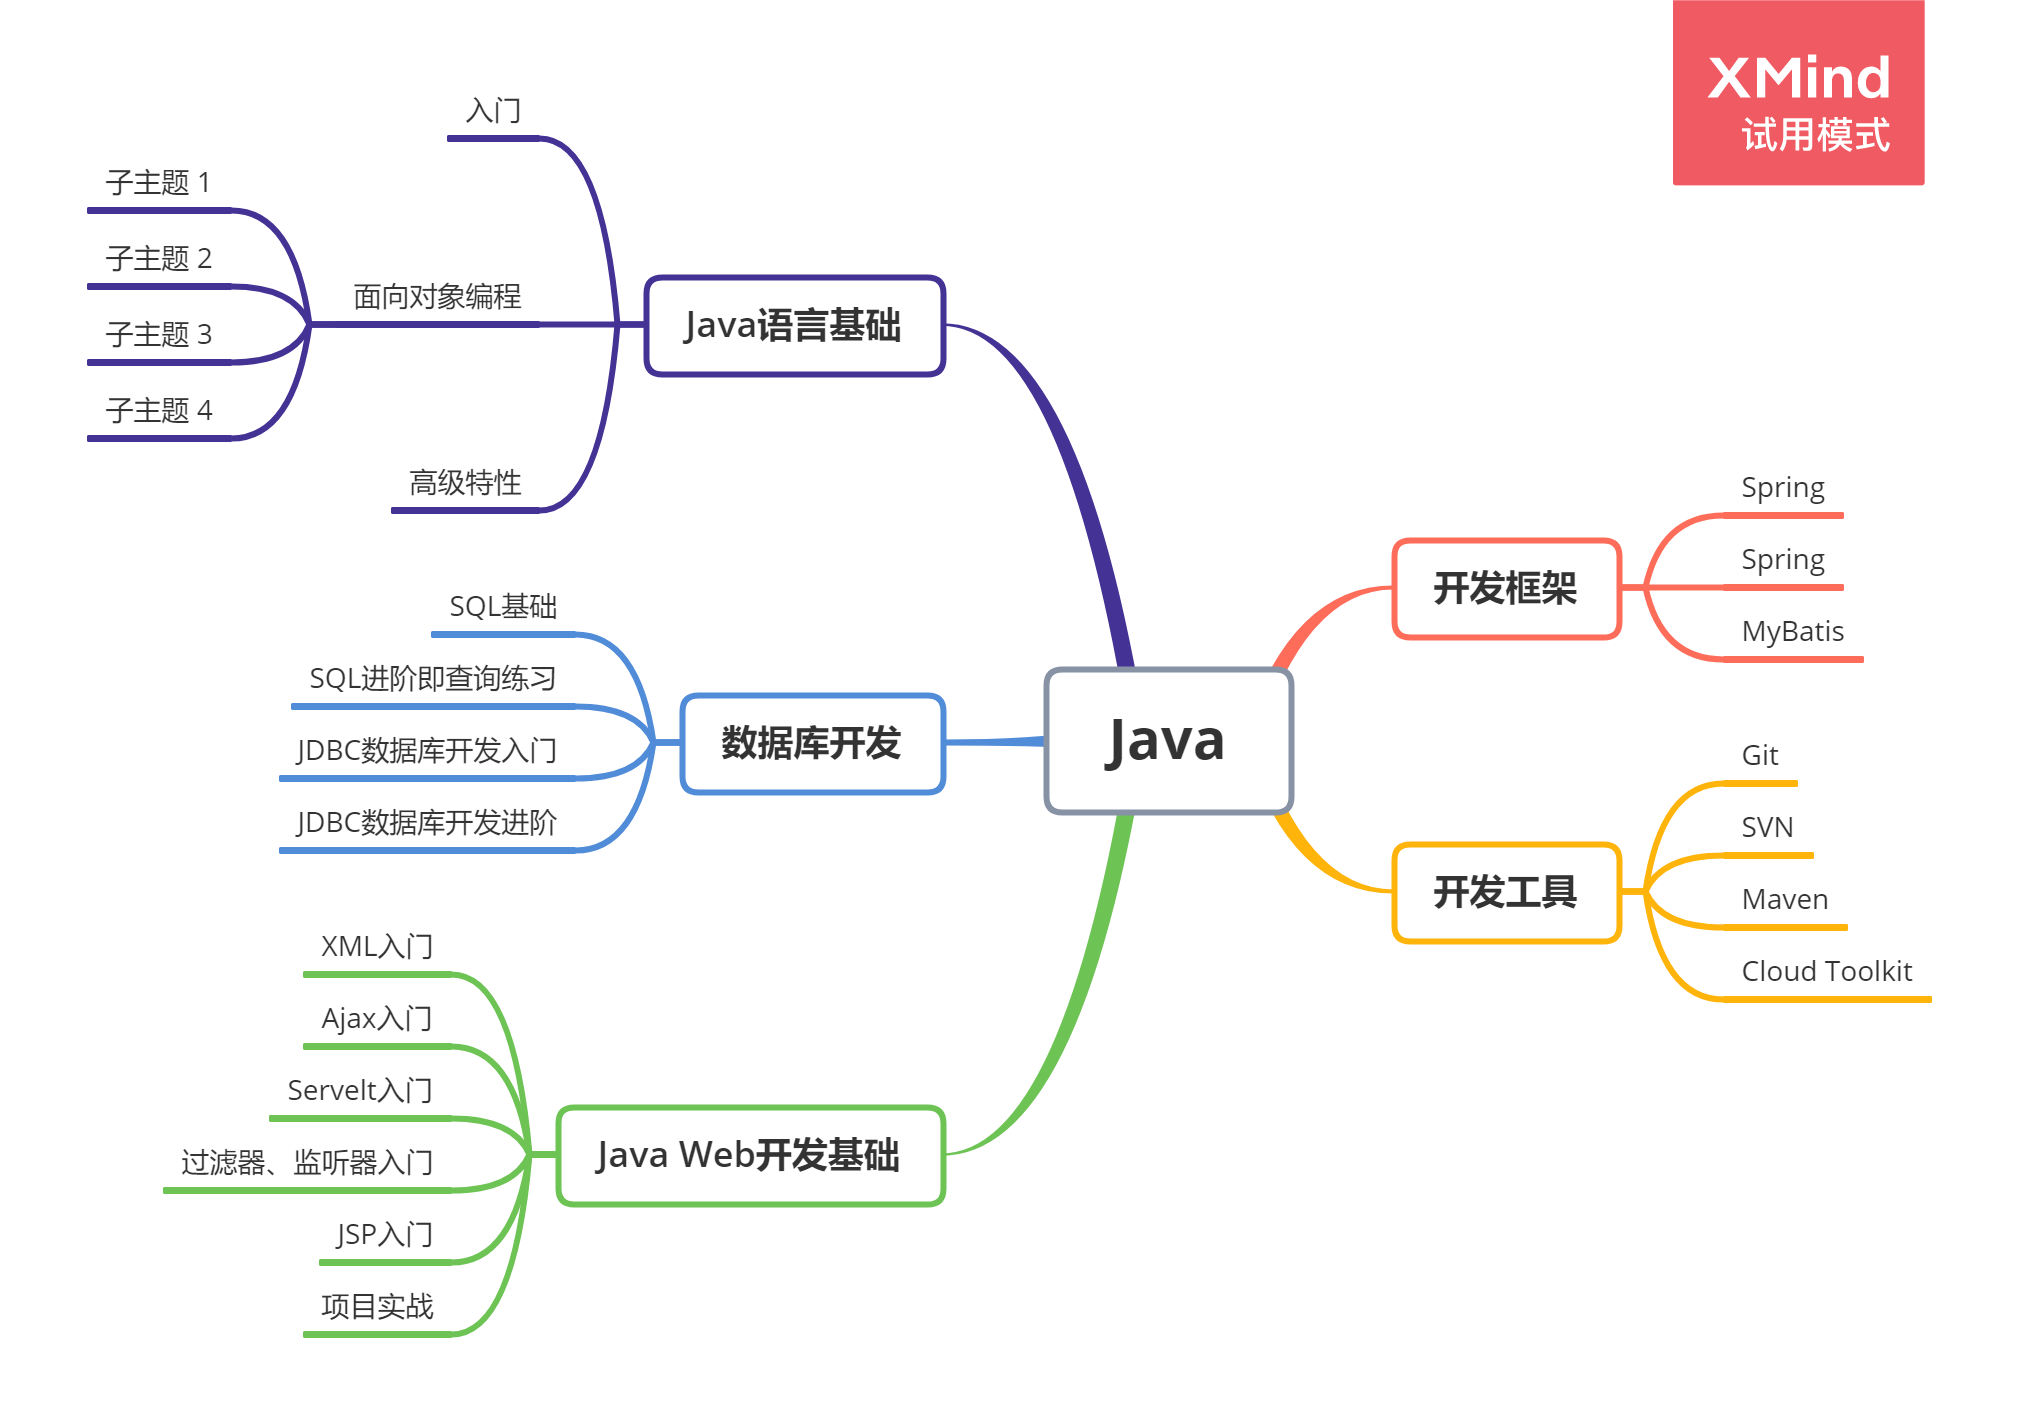 XMind
试用模式
Java
Java语言基础
入门
面向对象编程
子主题 1
子主题 2
子主题 3
子主题 4
高级特性
数据库开发
SQL基础
SQL进阶即查询练习
JDBC数据库开发入门
JDBC数据库开发进阶
Java Web开发基础
XML入门
Ajax入门
Servelt入门
过滤器、监听器入门
JSP入门
项目实战
开发框架
Spring
Spring
MyBatis
开发工具
Git
SVN
Maven
Cloud Toolkit